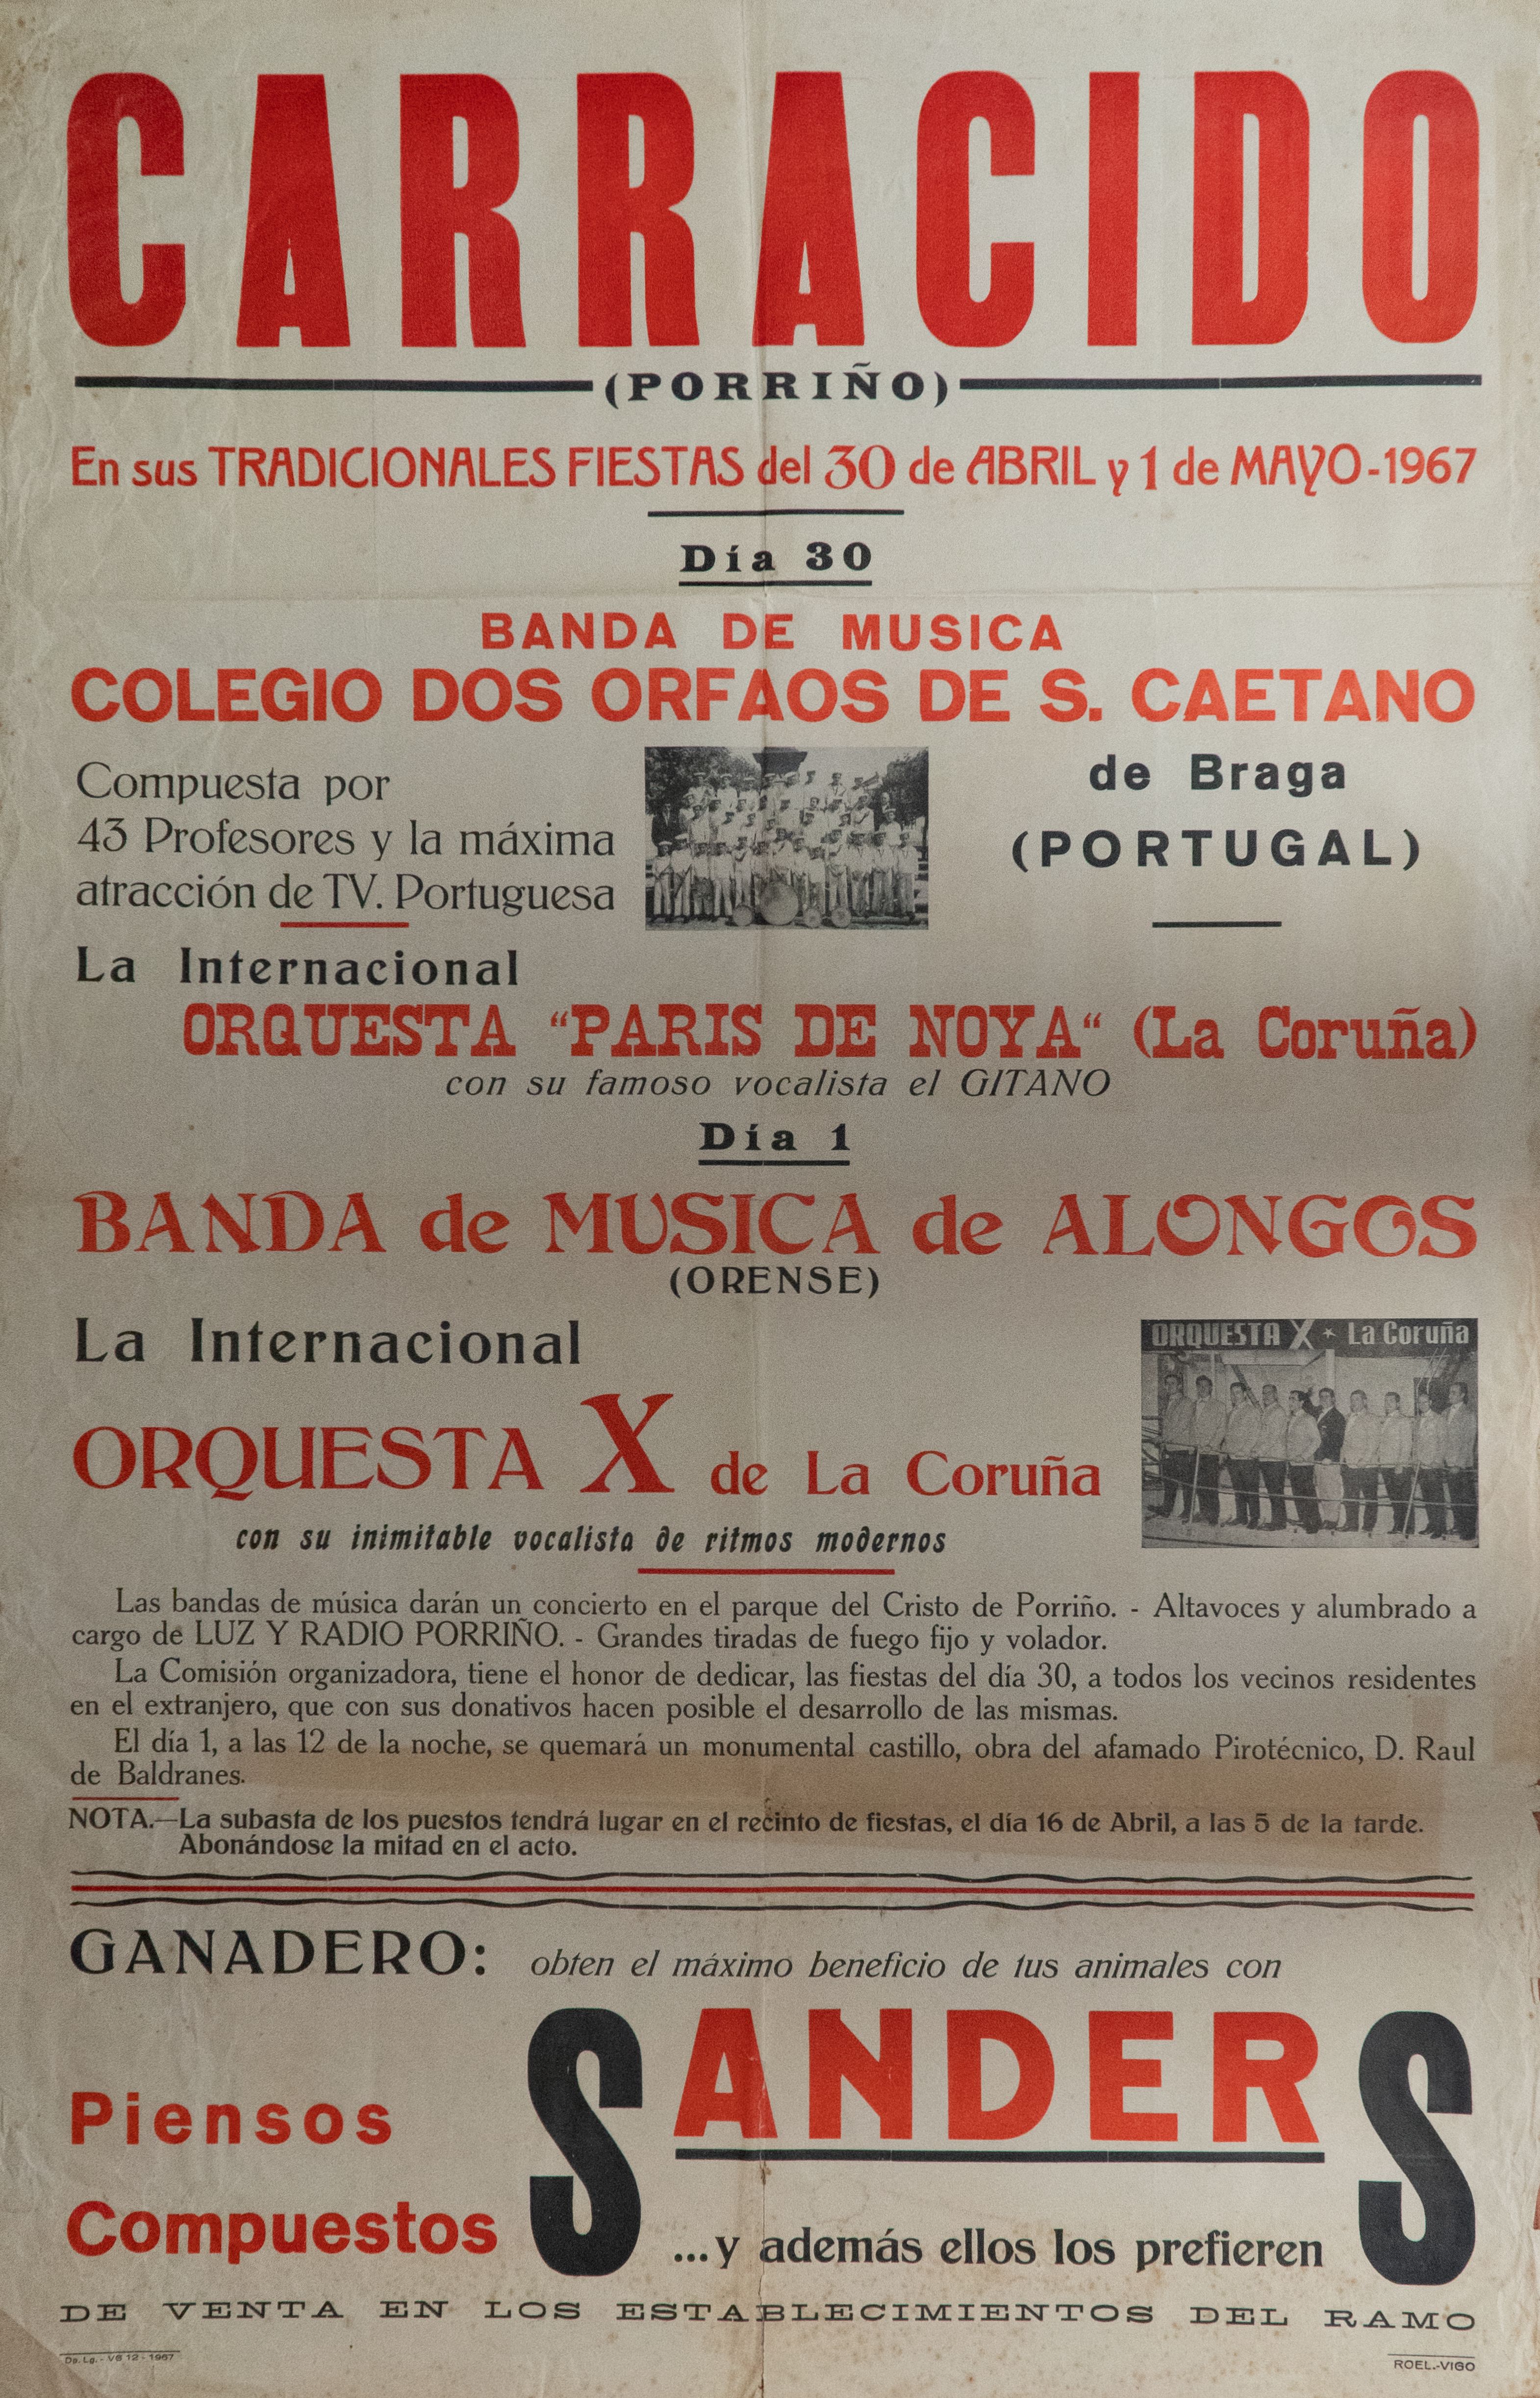 CARRACIDO
(PORRIÑO)
En sus TRADICIONALES FIESTAS del 30 de ABRIL y 1 de MAYO-1967
Día 30
BANDA DE MUSICA
COLEGIO DOS ORFAOS DE S. CAETANO
Compuesta por
43 Profesores y la máxima
atracción de TV. Portuguesa
de Braga
(PORTUGAL)
La Internacional
ORQUESTA “PARIS DE NOYA“ (La Coruña)
con su famoso vocalista el GITANO
Día 1
BANDA de MUSICA de ALONGOS
(ORENSE)
La Internacional
ORQUESTA X de La Coruña
con su inimitable vocalista de ritmos modernos
ORQUESTA X * La Coruña
Las bandas de música darán un concierto en el parque del Cristo de Porriño. - Altavoces y alumbrado a
cargo de LUZ Y RADIO PORRIÑO. - Grandes tiradas de fuego fijo y volador.
La Comisión organizadora, tiene el honor de dedicar, las fiestas del día 30, a todos los vecinos residentes
en el extranjero, que con sus donativos hacen posible el desarrollo de las mismas.
El día 1, a las 12 de la noche, se quemará un monumental castillo, obra del afamado Pirotécnico, D. Raul
de Baldranes.
NOTA.—La subasta de los puestos tendrá lugar en el recinto de fiestas, el día 16 de Abril, a las 5 de la tarde.
Abonándose la mitad en el acto.
GANADERO: obten el máximo beneficio de tus animales con
Piensos
Compuestos
SANDERS
...y además ellos los prefieren
DE VENTA EN LOS ESTABLECIMIENTOS DEL RAMO
Dp. Lg. - VG 12 - 1967
ROEL.-VIGO